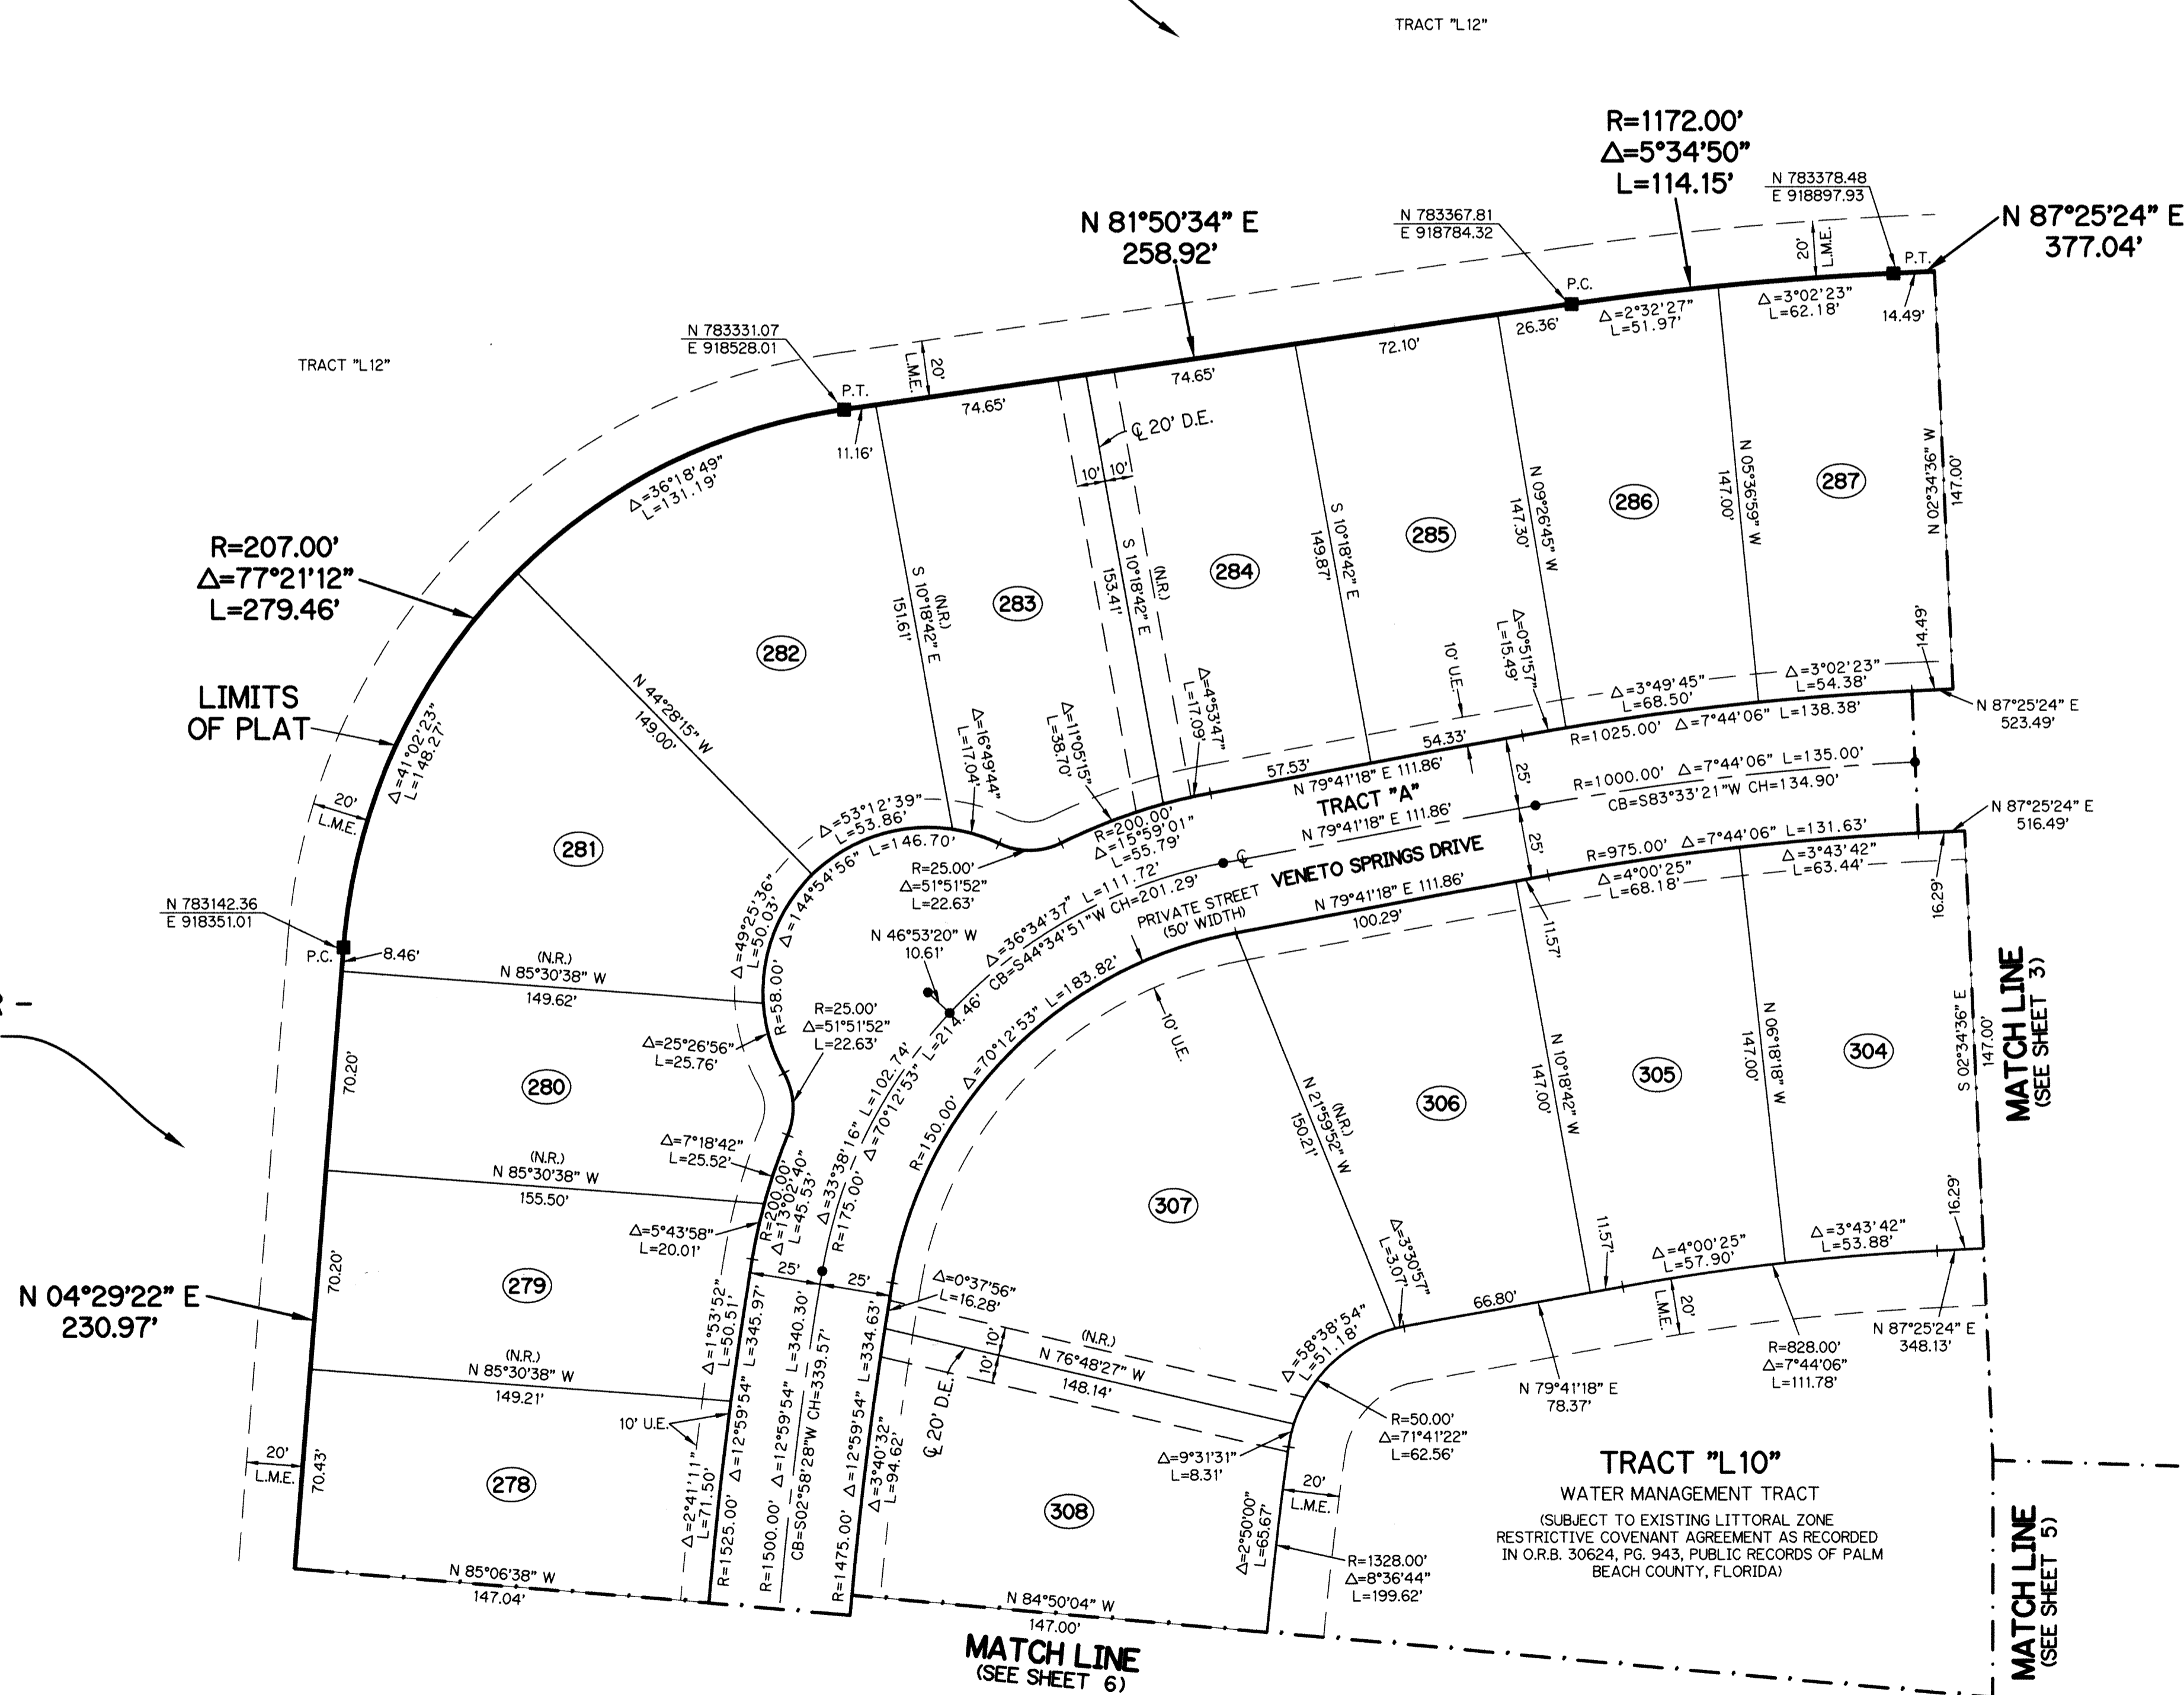 TRACT "L12"
R=1172.00'
Δ=5°34'50"
L=114.15'
N 783378.48
E 918897.93
N 87°25'24" E
377.04'
N 81°50'34" E
258.92'
N 783367.81
E 918784.32
P.C.
P.T.
20'
L.M.E.
Δ=2°32'27"
L=51.97'
Δ=3°02'23"
L=62.18'
14.49'
26.36'
72.10'
74.65'
74.65'
N 783331.07
E 918528.01
P.T.
11.16'
20'
L.M.E.
TRACT "L12"
℄ 20' D.E.
10' 10'
Δ=36°18'49"
L=131.19'
R=207.00'
Δ=77°21'12"
L=279.46'
LIMITS
OF PLAT
Δ=41°02'23"
L=148.27'
20'
L.M.E.
N 783142.36
E 918351.01
P.C.
8.46'
282
283
284
285
286
287
281
N 44°28'15" W
149.00'
(N.R.)
S 10°18'42" E
151.61'
(N.R.)
S 10°18'42" E
153.41'
S 10°18'42" E
149.87'
N 09°26'45" W
147.30'
N 05°36'59" W
147.00'
N 02°34'36" W
147.00'
Δ=16°49'44"
L=17.04'
Δ=11°05'15"
L=38.70'
Δ=4°53'47"
L=17.09'
10' U.E.
Δ=0°51'57"
L=15.49'
Δ=3°49'45"
L=68.50'
Δ=3°02'23"
L=54.38'
14.49'
N 87°25'24" E
523.49'
R=1025.00' Δ=7°44'06" L=138.38'
57.53'
54.33'
N 79°41'18" E 111.86'
TRACT "A"
N 79°41'18" E 111.86'
25'
25'
R=1000.00' Δ=7°44'06" L=135.00'
CB=S83°33'21"W CH=134.90'
N 87°25'24" E
516.49'
R=975.00' Δ=7°44'06" L=131.63'
Δ=4°00'25"
L=68.18'
Δ=3°43'42"
L=63.44'
16.29'
℄
VENETO SPRINGS DRIVE
PRIVATE STREET
(50' WIDTH)
N 79°41'18" E 111.86'
100.29'
11.57'
Δ=53°12'39"
L=53.86'
Δ=144°54'56" L=146.70'
R=58.00'
Δ=49°25'36"
L=50.03'
R=25.00'
Δ=51°51'52"
L=22.63'
R=200.00'
Δ=15°59'01"
L=55.79'
Δ=36°34'37" L=111.72'
CB=S44°34'51"W CH=201.29'
N 46°53'20" W
10.61'
(N.R.)
N 85°30'38" W
149.62'
R=25.00'
Δ=51°51'52"
L=22.63'
Δ=25°26'56"
L=25.76'
70.20'
280
Δ=33°38'16" L=102.74'
R=175.00' Δ=70°12'53" L=214.46'
R=150.00' Δ=70°12'53" L=183.82'
10' U.E.
Δ=7°18'42"
L=25.52'
(N.R.)
N 85°30'38" W
155.50'
R=200.00'
Δ=13°02'40"
L=45.53'
Δ=5°43'58"
L=20.01'
70.20'
279
N 04°29'22" E
230.97'
25'
25'
Δ=0°37'56"
L=16.28'
(N.R.)
N 85°30'38" W
149.21'
10' U.E.
Δ=1°53'52"
L=50.51'
20'
L.M.E.
70.43'
278
Δ=2°41'11"
L=71.50'
R=1525.00' Δ=12°59'54" L=345.97'
R=1500.00' Δ=12°59'54" L=340.30'
CB=S02°58'28"W CH=339.57'
R=1475.00' Δ=12°59'54" L=334.63'
Δ=3°40'32"
L=94.62'
N 85°06'38" W
147.04'
307
306
305
304
(N.R.)
N 21°59'52" W
150.21'
N 10°18'42" W
147.00'
N 06°18'18" W
147.00'
S 02°34'36" E
147.00'
MATCH LINE
(SEE SHEET 3)
Δ=3°30'57"
L=3.07'
66.80'
11.57'
Δ=4°00'25"
L=57.90'
Δ=3°43'42"
L=53.88'
16.29'
20'
L.M.E.
N 79°41'18" E
78.37'
R=828.00'
Δ=7°44'06"
L=111.78'
N 87°25'24" E
348.13'
Δ=58°38'54"
L=51.18'
(N.R.)
N 76°48'27" W
148.14'
10'
10'
℄ 20' D.E.
R=50.00'
Δ=71°41'22"
L=62.56'
Δ=9°31'31"
L=8.31'
20'
L.M.E.
308
Δ=2°50'00"
L=65.67'
R=1328.00'
Δ=8°36'44"
L=199.62'
N 84°50'04" W
147.00'
MATCH LINE
(SEE SHEET 6)
TRACT "L10"
WATER MANAGEMENT TRACT
(SUBJECT TO EXISTING LITTORAL ZONE
RESTRICTIVE COVENANT AGREEMENT AS RECORDED
IN O.R.B. 30624, PG. 943, PUBLIC RECORDS OF PALM
BEACH COUNTY, FLORIDA)
MATCH LINE
(SEE SHEET 5)